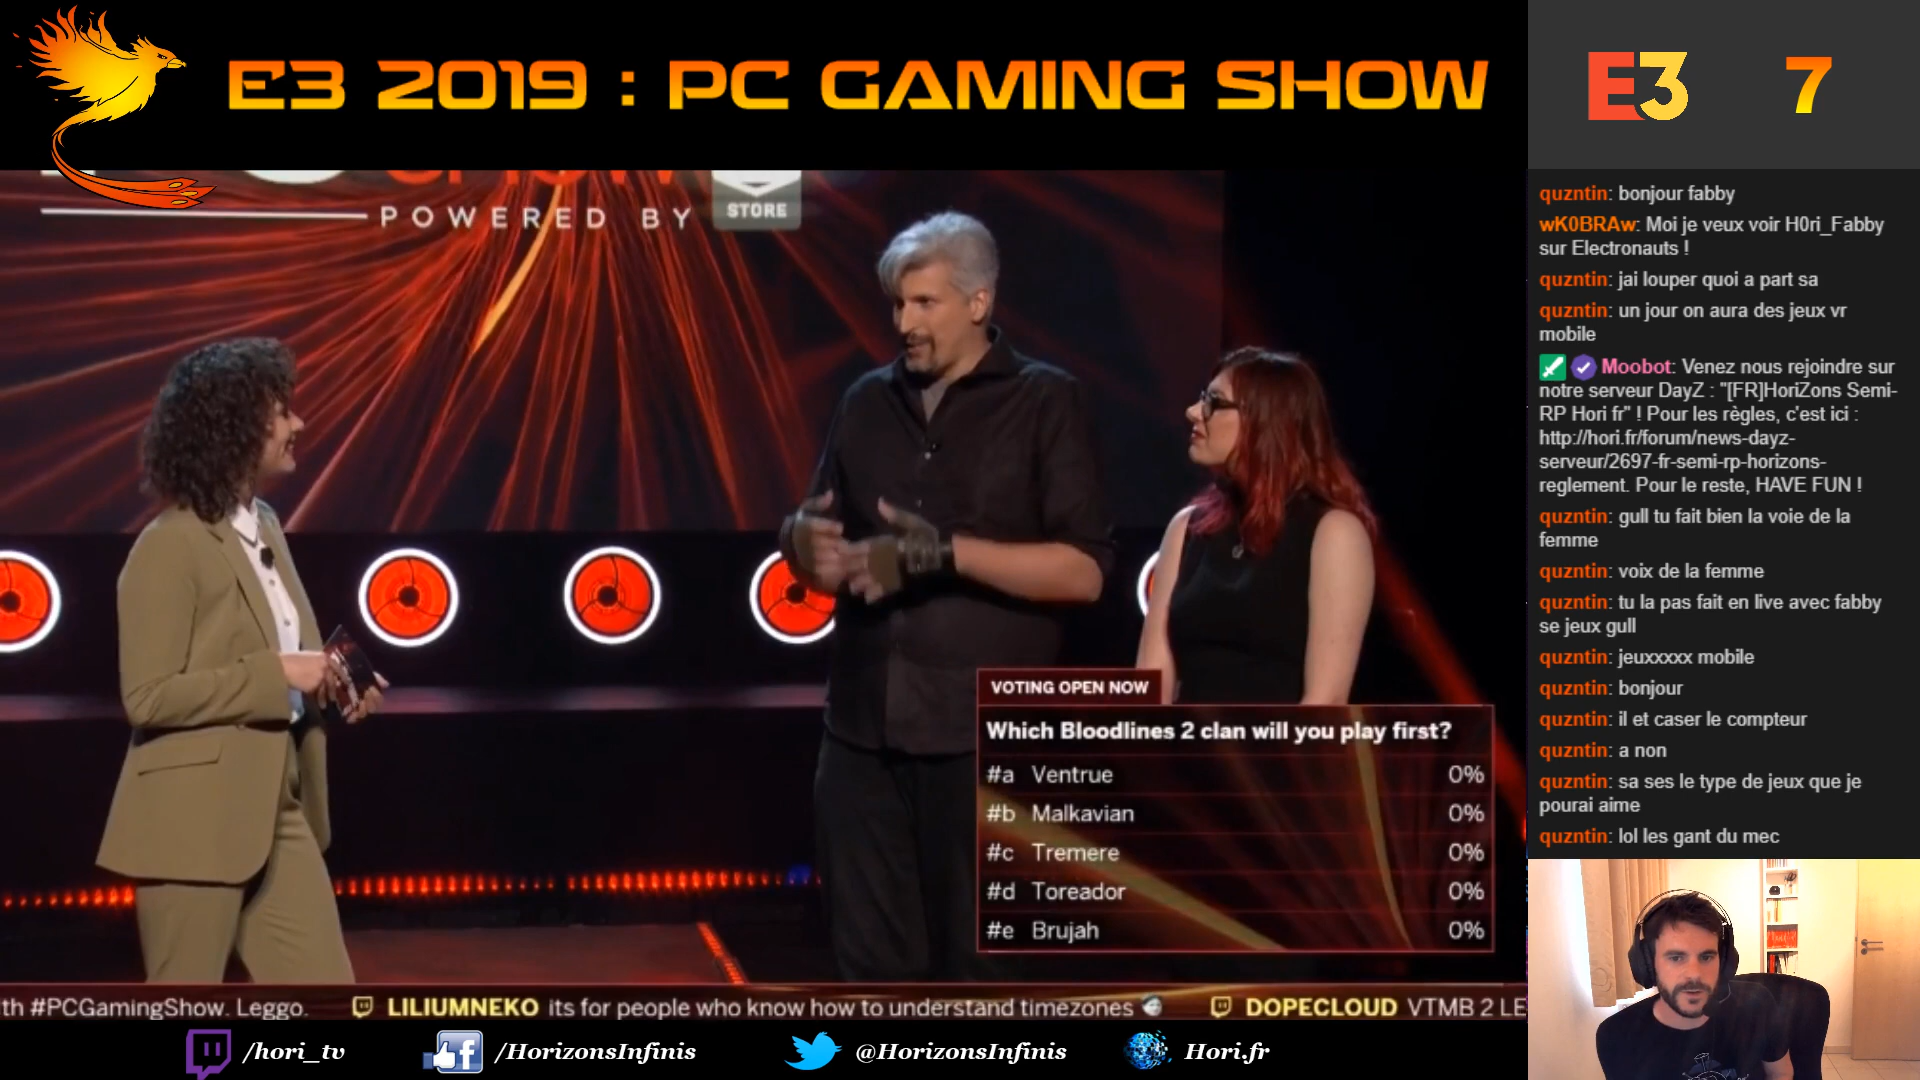 E3 2019 : PC GAMING SHOW
E3 7
POWERED BY
STORE
VOTING OPEN NOW
Which Bloodlines 2 clan will you play first?
#a Ventrue 0%
#b Malkavian 0%
#c Tremere 0%
#d Toreador 0%
#e Brujah 0%
th #PCGamingShow. Leggo. LILIUMNEKO its for people who know how to understand timezones DOPECLOUD VTMB 2 LE
/hori_tv /HorizonsInfinis @HorizonsInfinis Hori.fr
quzntin: bonjour fabby
wK0BRAw: Moi je veux voir H0ri_Fabby
sur Electronauts !
quzntin: jai louper quoi a part sa
quzntin: un jour on aura des jeux vr
mobile
Moobot: Venez nous rejoindre sur
notre serveur DayZ : "[FR]HoriZons Semi-
RP Hori fr" ! Pour les règles, c'est ici :
http://hori.fr/forum/news-dayz-
serveur/2697-fr-semi-rp-horizons-
reglement. Pour le reste, HAVE FUN !
quzntin: gull tu fait bien la voie de la
femme
quzntin: voix de la femme
quzntin: tu la pas fait en live avec fabby
se jeux gull
quzntin: jeuxxxxx mobile
quzntin: bonjour
quzntin: il et caser le compteur
quzntin: a non
quzntin: sa ses le type de jeux que je
pourai aime
quzntin: lol les gant du mec